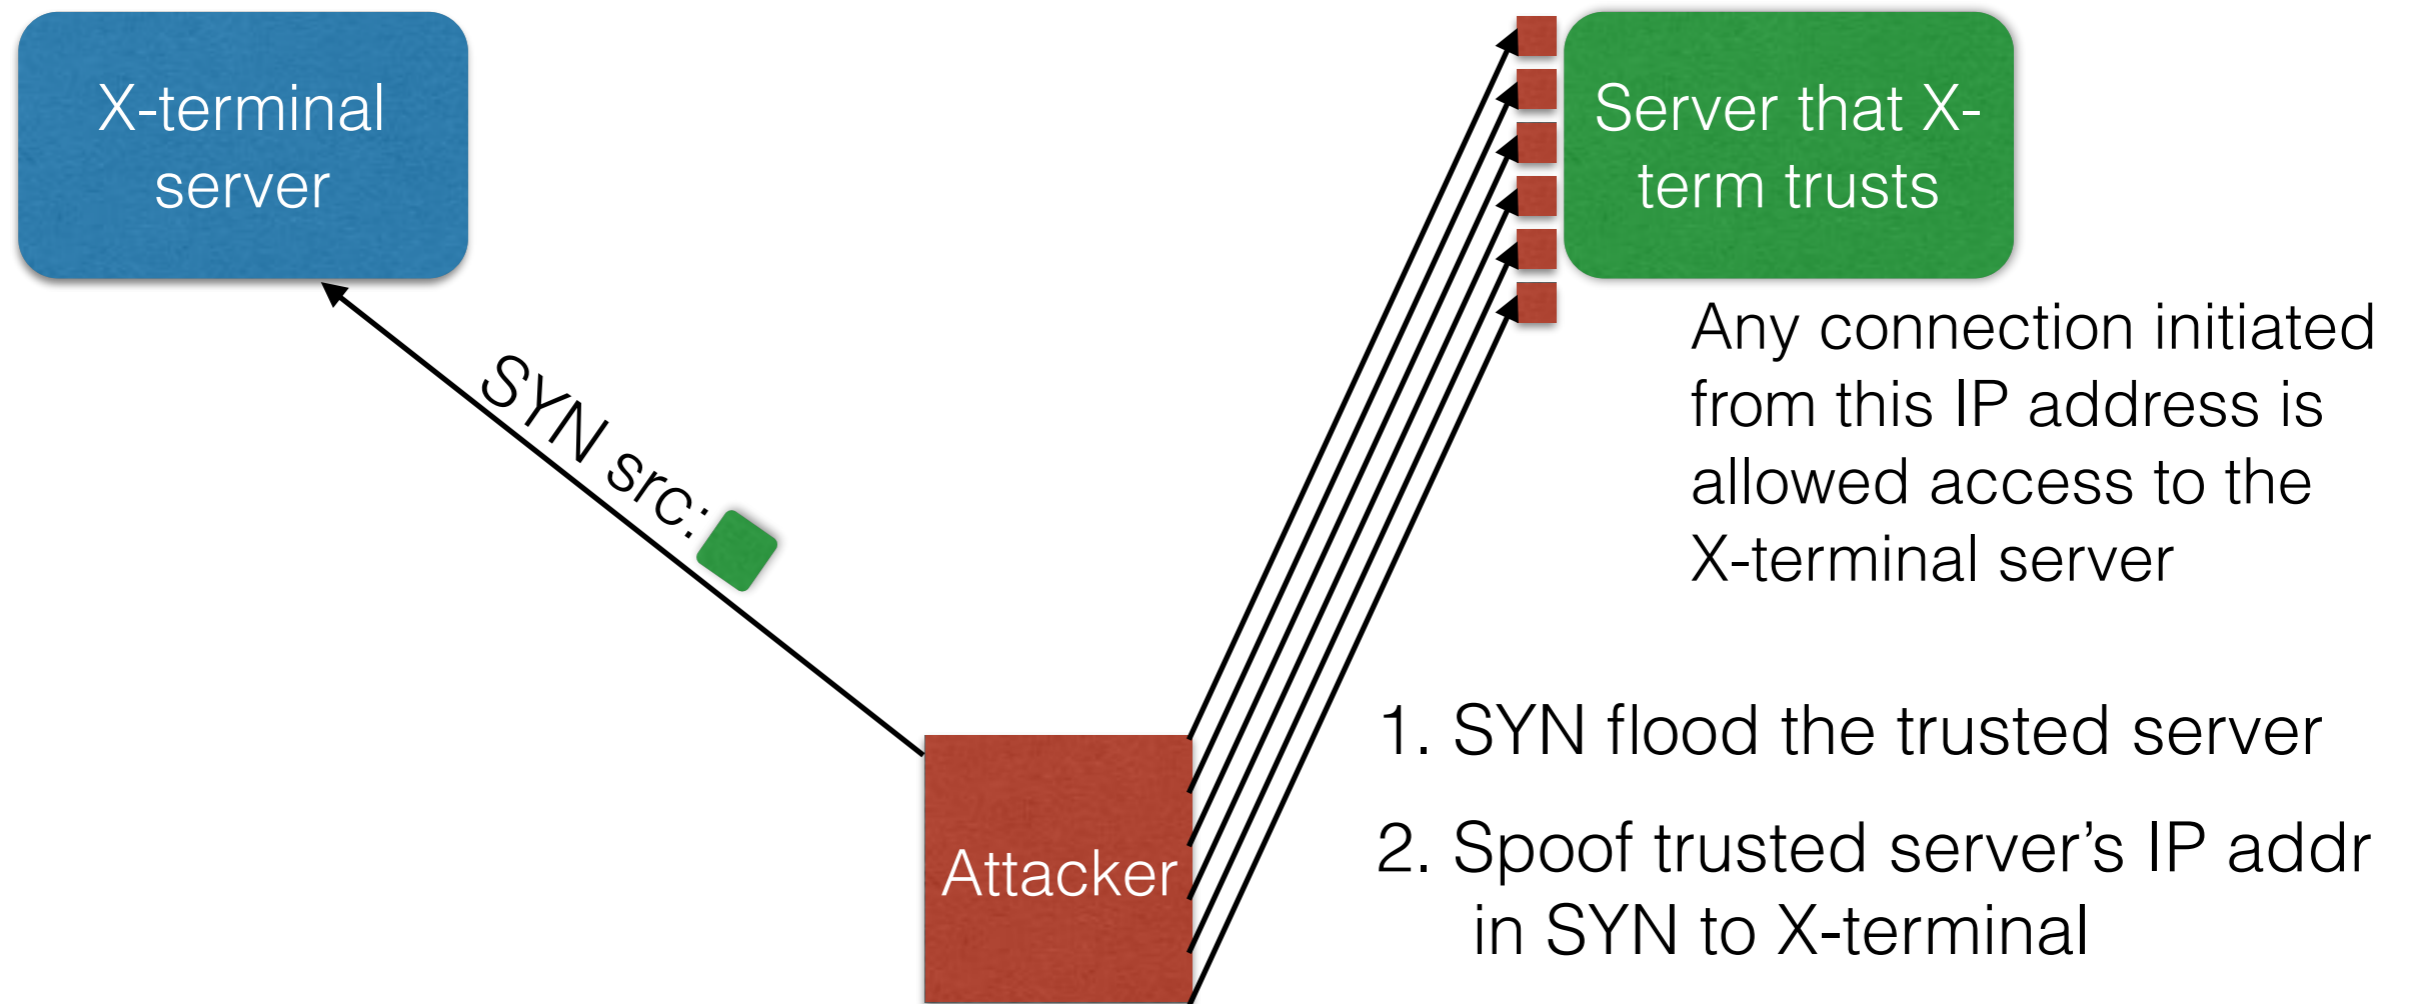 X-terminal
server
Server that X-
term trusts
SYN src:
Any connection initiated
from this IP address is
allowed access to the
X-terminal server
Attacker
1. SYN flood the trusted server
2. Spoof trusted server’s IP addr
in SYN to X-terminal